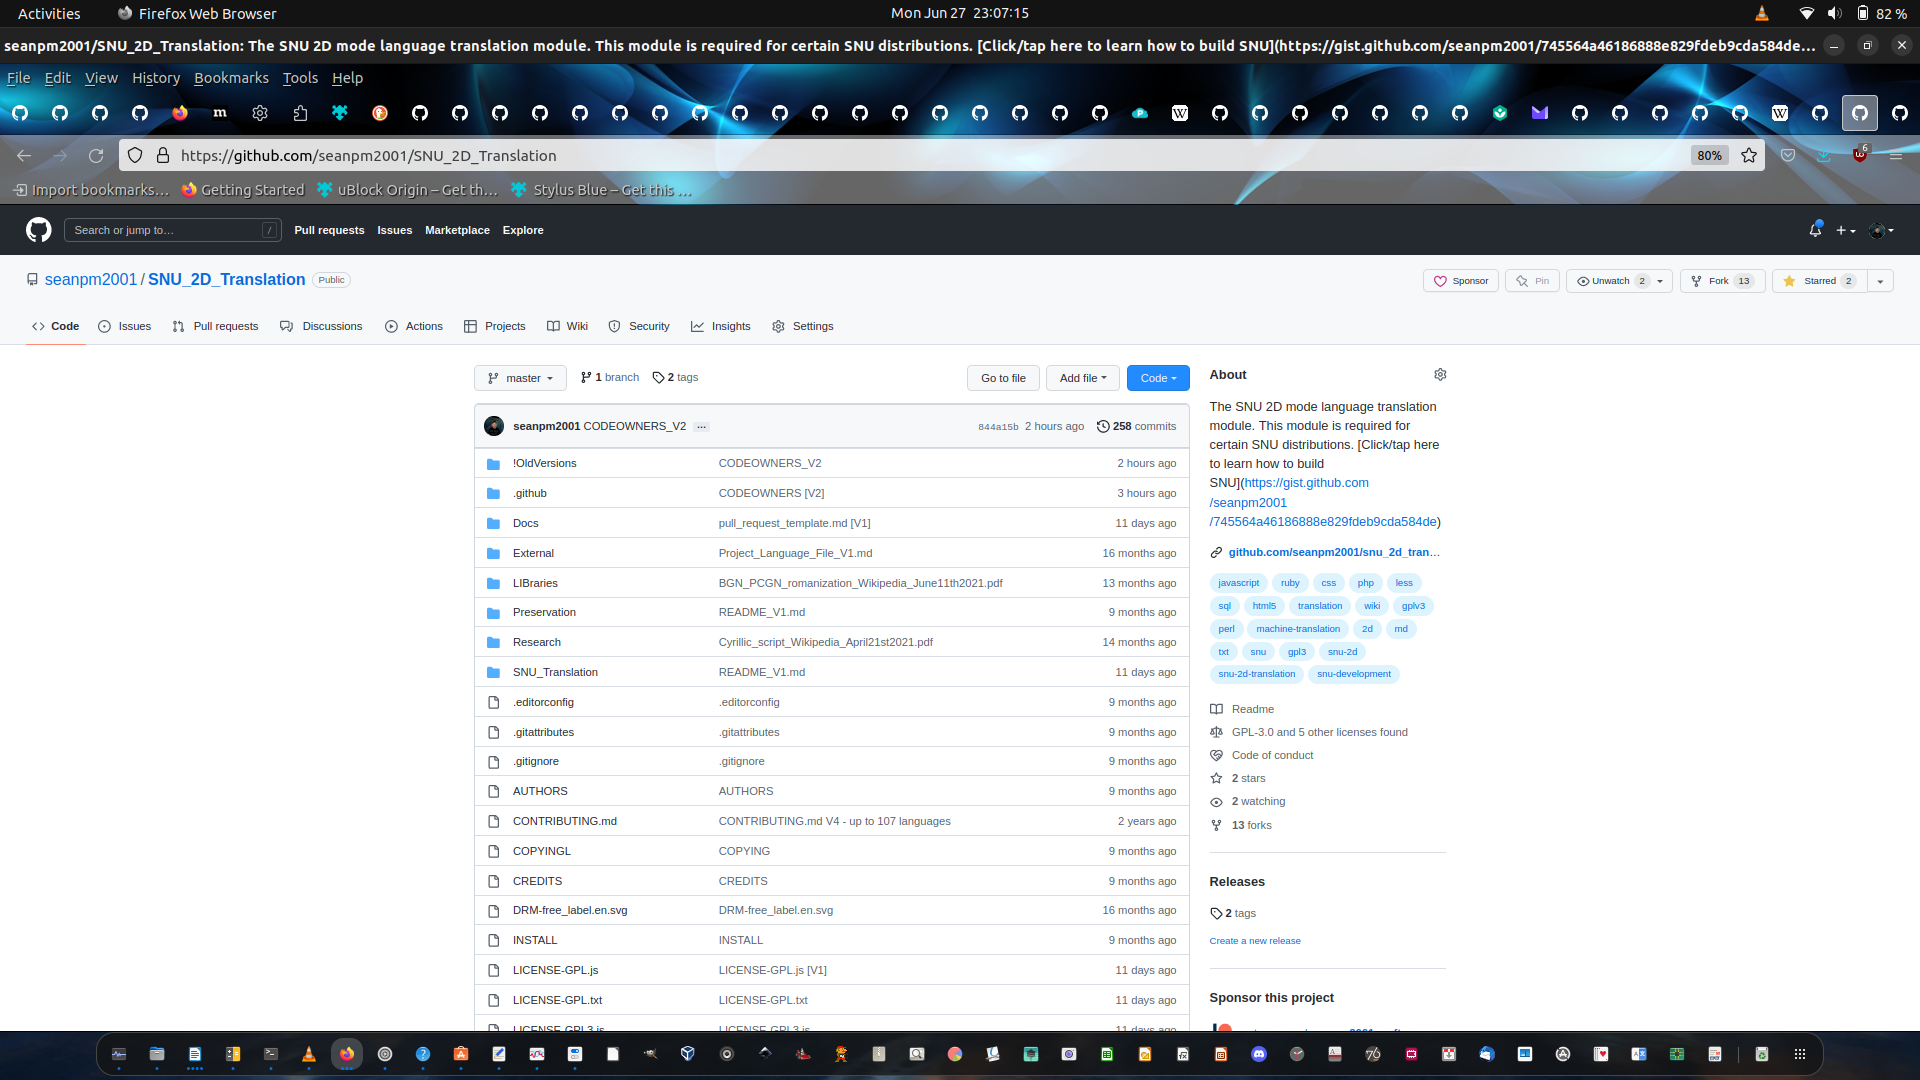 Activities
Firefox Web Browser
Mon Jun 27 23:07:15
82 %
seanpm2001/SNU_2D_Translation: The SNU 2D mode language translation module. This module is required for certain SNU distributions. [Click/tap here to learn how to build SNU](https://gist.github.com/seanpm2001/745564a46186888e829fdeb9cda584de...
File Edit View History Bookmarks Tools Help
https://github.com/seanpm2001/SNU_2D_Translation
80%
6
Import bookmarks...
Getting Started
uBlock Origin – Get th...
Stylus Blue – Get this ...
Search or jump to...
/
Pull requests Issues Marketplace Explore
seanpm2001 / SNU_2D_Translation
Public
Sponsor
Pin
Unwatch 2
Fork 13
Starred 2
Code
Issues
Pull requests
Discussions
Actions
Projects
Wiki
Security
Insights
Settings
master
1 branch
2 tags
Go to file
Add file
Code
seanpm2001 CODEOWNERS_V2 ...
844a15b 2 hours ago
258 commits
!OldVersions CODEOWNERS_V2 2 hours ago
.github CODEOWNERS [V2] 3 hours ago
Docs pull_request_template.md [V1] 11 days ago
External Project_Language_File_V1.md 16 months ago
LIBraries BGN_PCGN_romanization_Wikipedia_June11th2021.pdf 13 months ago
Preservation README_V1.md 9 months ago
Research Cyrillic_script_Wikipedia_April21st2021.pdf 14 months ago
SNU_Translation README_V1.md 11 days ago
.editorconfig .editorconfig 9 months ago
.gitattributes .gitattributes 9 months ago
.gitignore .gitignore 9 months ago
AUTHORS AUTHORS 9 months ago
CONTRIBUTING.md CONTRIBUTING.md V4 - up to 107 languages 2 years ago
COPYINGL COPYING 9 months ago
CREDITS CREDITS 9 months ago
DRM-free_label.en.svg DRM-free_label.en.svg 16 months ago
INSTALL INSTALL 9 months ago
LICENSE-GPL.js LICENSE-GPL.js [V1] 11 days ago
LICENSE-GPL.txt LICENSE-GPL.txt 11 days ago
LICENSE-GPL3.js LICENSE-GPL3.js 11 days ago
About
The SNU 2D mode language translation
module. This module is required for
certain SNU distributions. [Click/tap here
to learn how to build
SNU](https://gist.github.com
/seanpm2001
/745564a46186888e829fdeb9cda584de)
github.com/seanpm2001/snu_2d_tran...
javascript ruby css php less
sql html5 translation wiki gplv3
perl machine-translation 2d md
txt snu gpl3 snu-2d
snu-2d-translation snu-development
Readme
GPL-3.0 and 5 other licenses found
Code of conduct
2 stars
2 watching
13 forks
Releases
2 tags
Create a new release
Sponsor this project